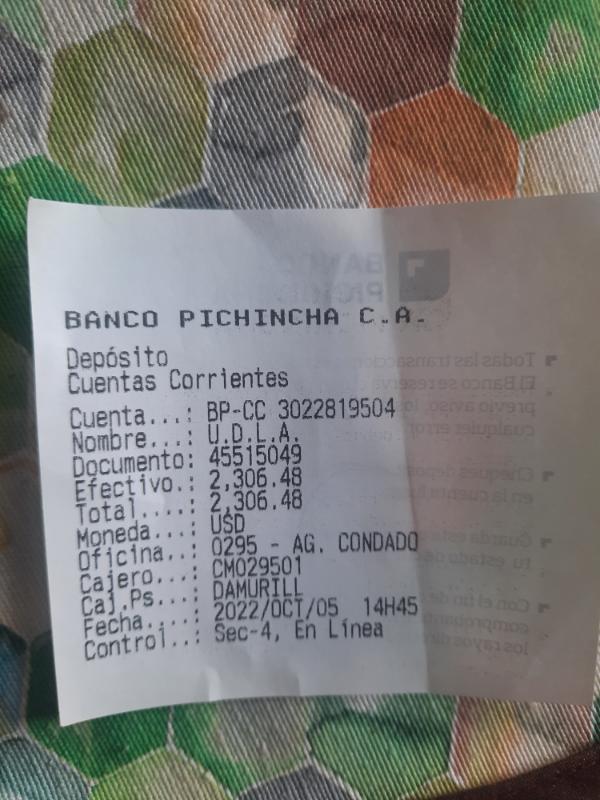 BANCO PICHINCHA C.A.
Depósito
Cuentas Corrientes
Cuenta...: BP-CC 3022819504
Nombre...: U.D.L.A.
Documento: 45515049
Efectivo.: 2,306.48
Total....: 2,306.48
Moneda...: USD
Oficina..: 0295 - AG. CONDADO
Cajero...: CM029501
Caj.Ps...: DAMURILL
Fecha....: 2022/OCT/05 14H45
Control..: Sec-4, En Línea